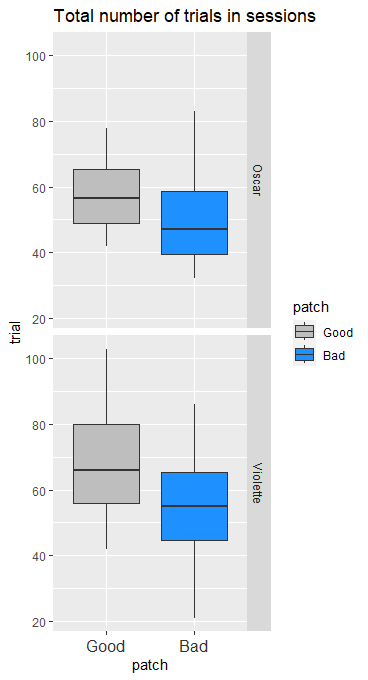 Total number of trials in sessions
100
80
60
40
20
Oscar
trial
100
80
60
40
20
Violette
Good Bad
patch
patch
Good
Bad